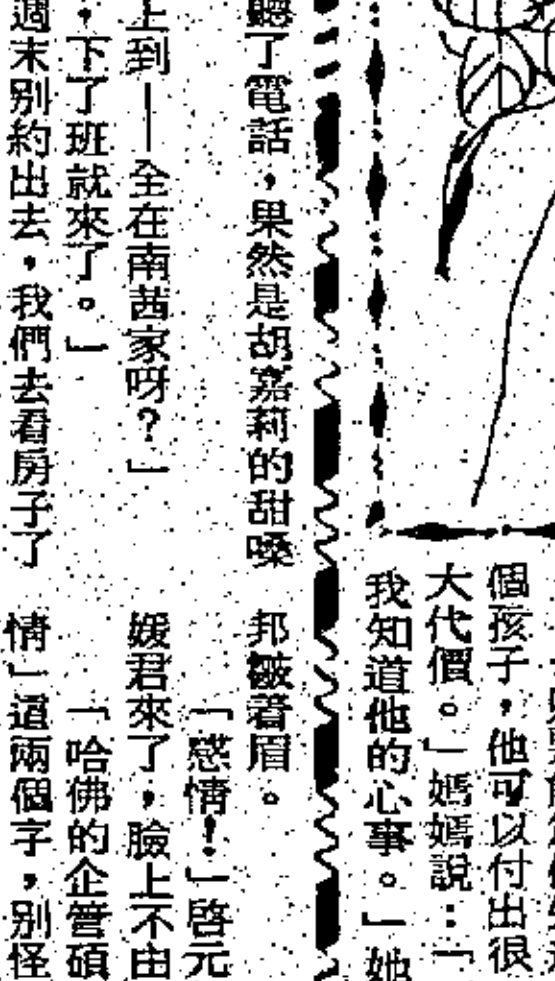 個孩子，他可以付出很
大代價。」媽媽說：「
我知道他的心事。」她
聽了電話，果然是胡嘉莉的甜嗓
上到——全在南茜家呀？」
，下了班就來了。」
週末别約出去，我們去看房子了
邦皺着眉。
「感情！」啓元
媛君來了，臉上不由
「哈佛的企管碩
情」這兩個字，别怪